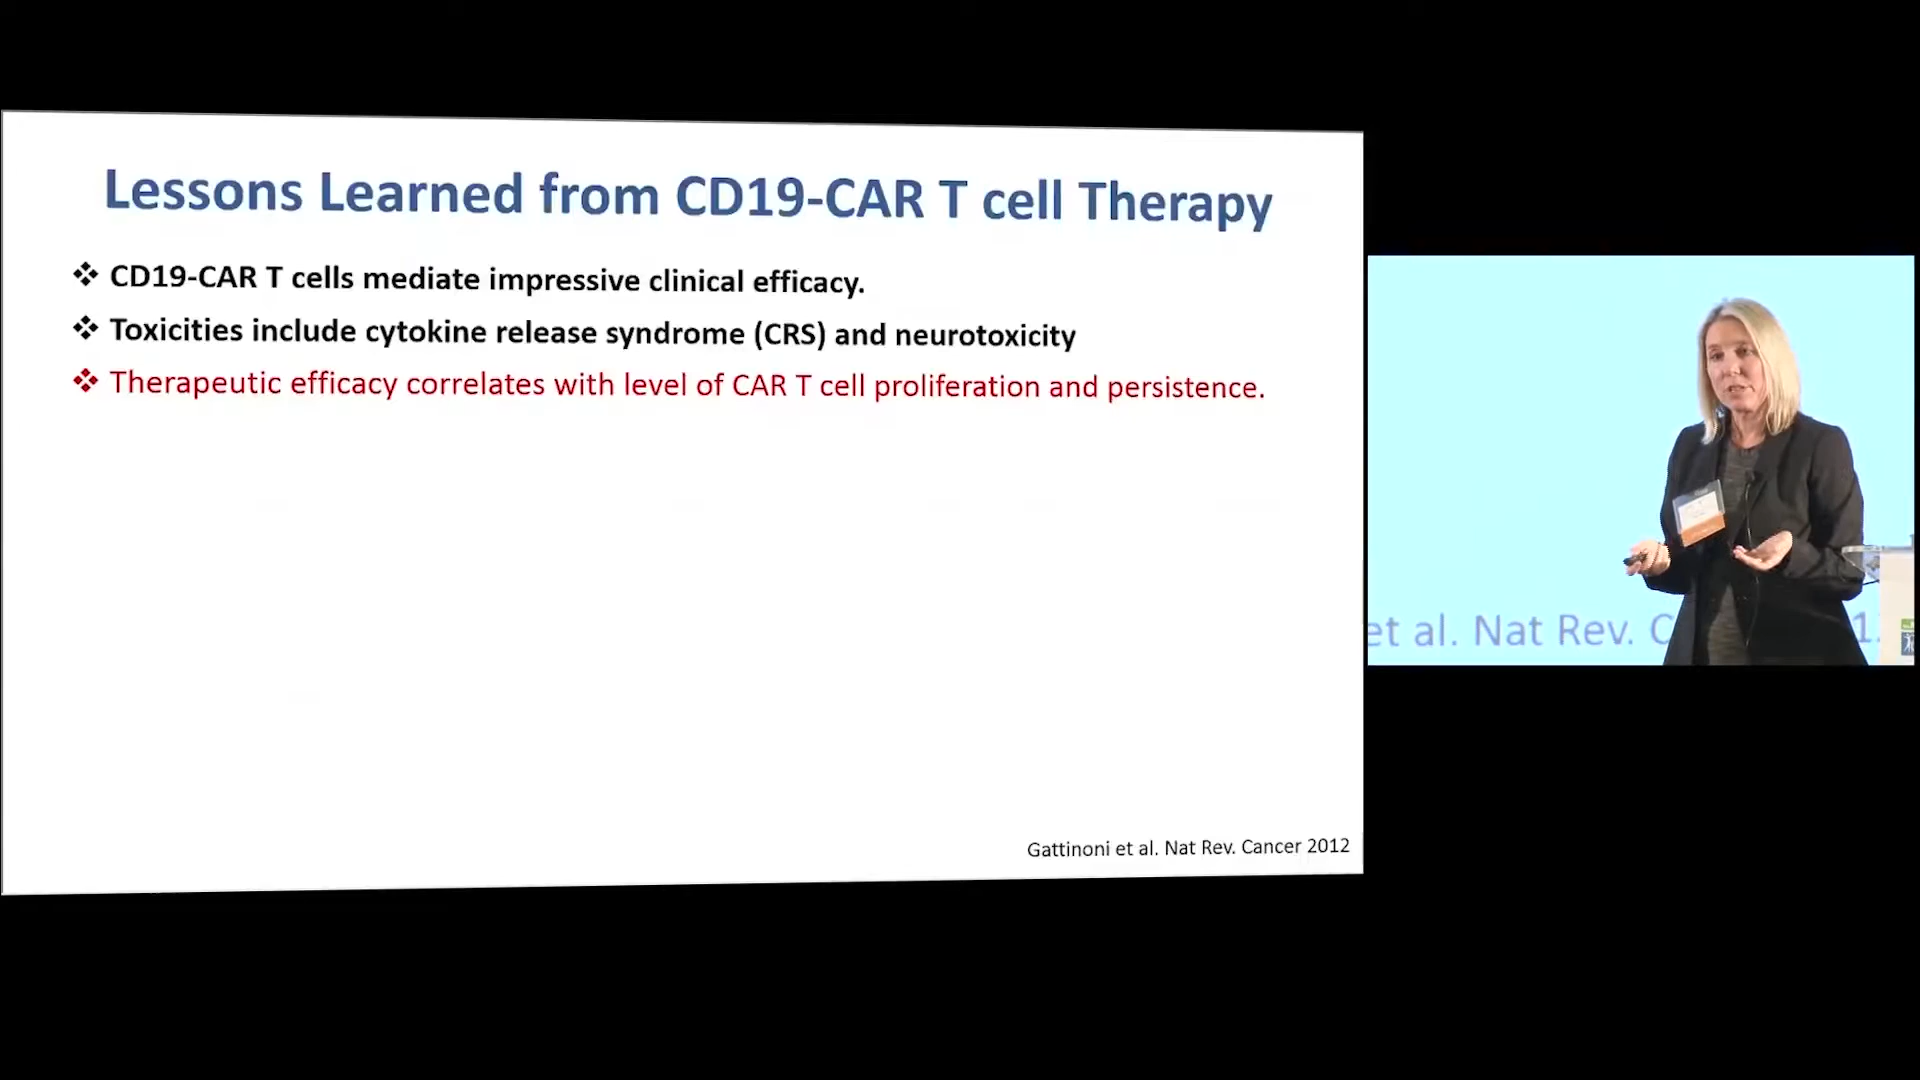 Lessons Learned from CD19-CAR T cell Therapy
❖ CD19-CAR T cells mediate impressive clinical efficacy.
❖ Toxicities include cytokine release syndrome (CRS) and neurotoxicity
❖ Therapeutic efficacy correlates with level of CAR T cell proliferation and persistence.
Gattinoni et al. Nat Rev. Cancer 2012
et al. Nat Rev. C